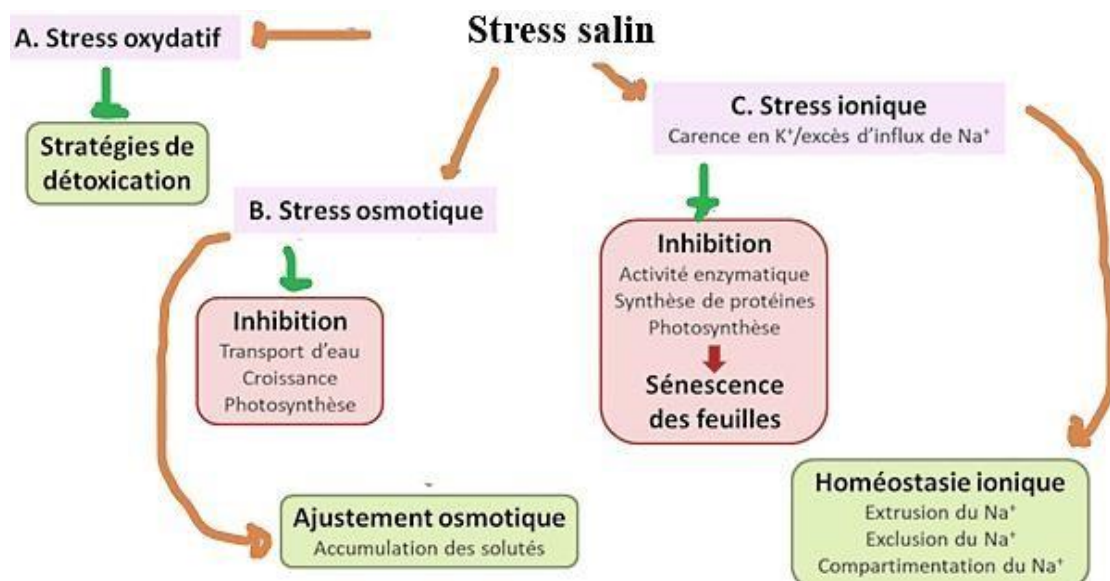 Stress salin
A. Stress oxydatif
Stratégies de
détoxication
B. Stress osmotique
Inhibition
Transport d'eau
Croissance
Photosynthèse
Ajustement osmotique
Accumulation des solutés
C. Stress ionique
Carence en K⁺/excès d'influx de Na⁺
Inhibition
Activité enzymatique
Synthèse de protéines
Photosynthèse
Sénescence
des feuilles
Homéostasie ionique
Extrusion du Na⁺
Exclusion du Na⁺
Compartimentation du Na⁺